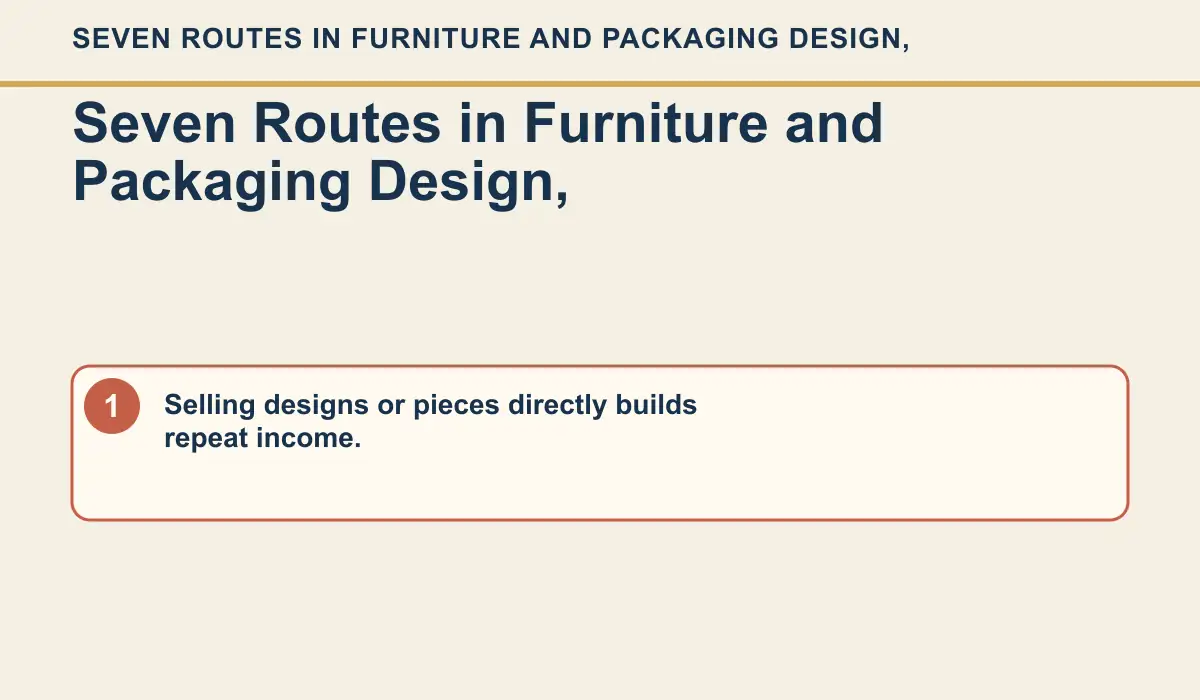 SEVEN ROUTES IN FURNITURE AND PACKAGING DESIGN,
Seven Routes in Furniture and
Packaging Design,
1
Selling designs or pieces directly builds
repeat income.